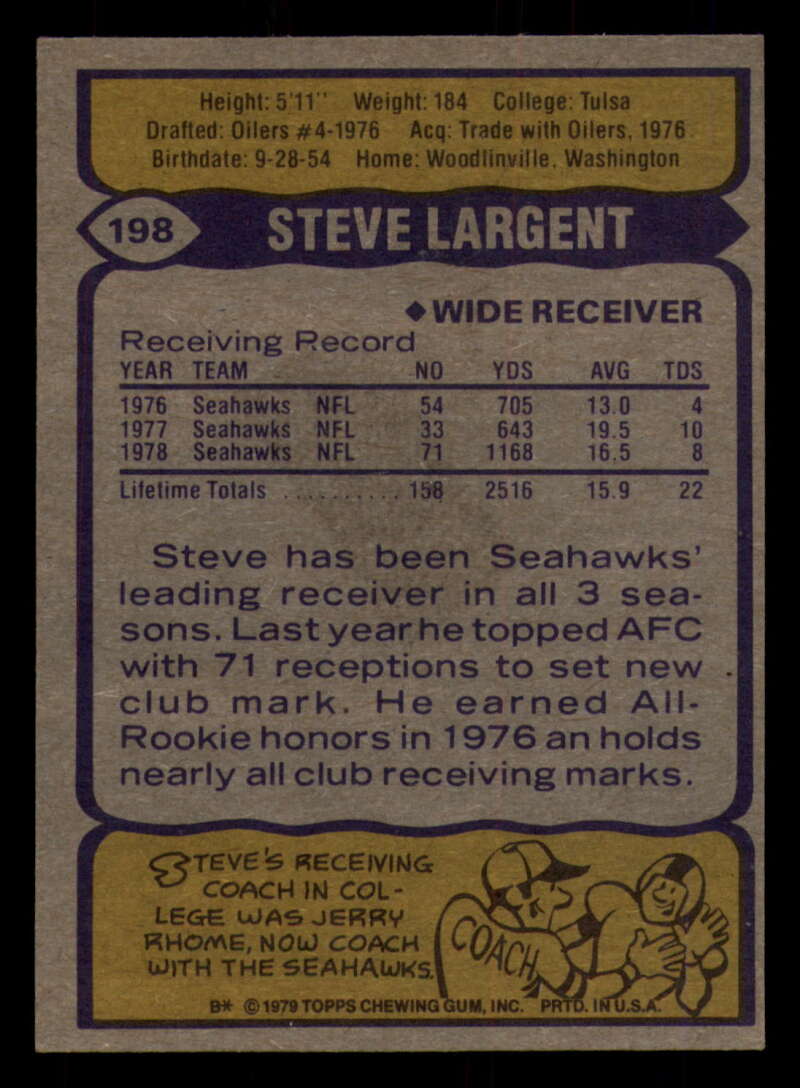 Height: 5'11" Weight: 184 College: Tulsa
Drafted: Oilers #4-1976 Acq: Trade with Oilers, 1976
Birthdate: 9-28-54 Home: Woodlinville, Washington
198 STEVE LARGENT
◆ WIDE RECEIVER
Receiving Record
YEAR TEAM NO YDS AVG TDS
1976 Seahawks NFL 54 705 13.0 4
1977 Seahawks NFL 33 643 19.5 10
1978 Seahawks NFL 71 1168 16.5 8
Lifetime Totals .......... 158 2516 15.9 22
Steve has been Seahawks'
leading receiver in all 3 sea-
sons. Last year he topped AFC
with 71 receptions to set new
club mark. He earned All-
Rookie honors in 1976 an holds
nearly all club receiving marks.
STEVE'S RECEIVING
COACH IN COL-
LEGE WAS JERRY
RHOME, NOW COACH
WITH THE SEAHAWKS.
COACH
B* © 1979 TOPPS CHEWING GUM, INC. PRTD. IN U.S.A.